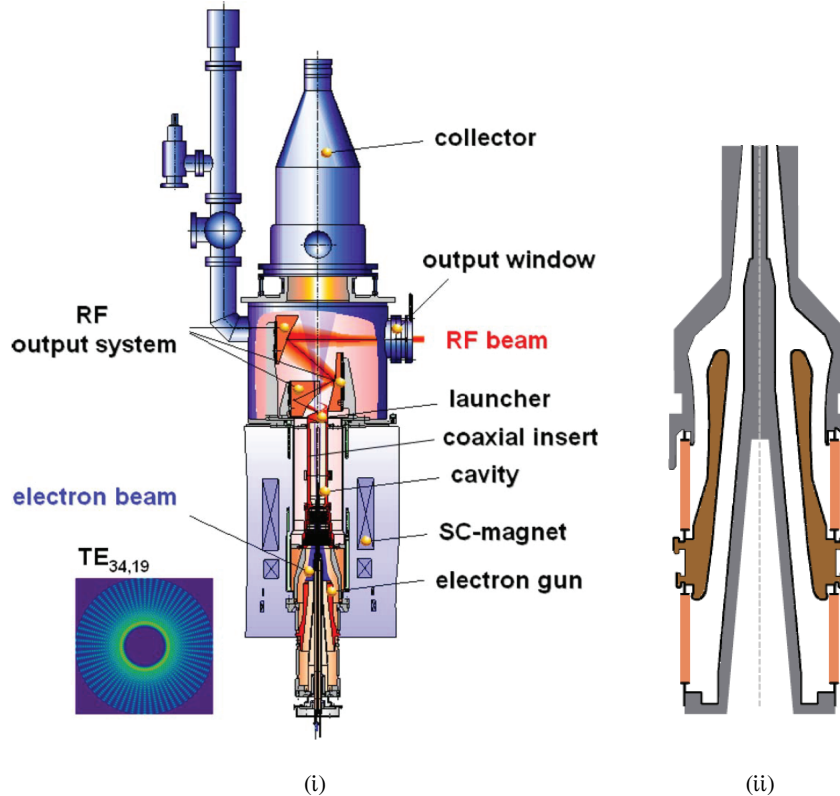 collector
output window
RF
output system
RF beam
launcher
coaxial insert
cavity
electron beam
SC-magnet
TE34,19
electron gun
(i)
(ii)